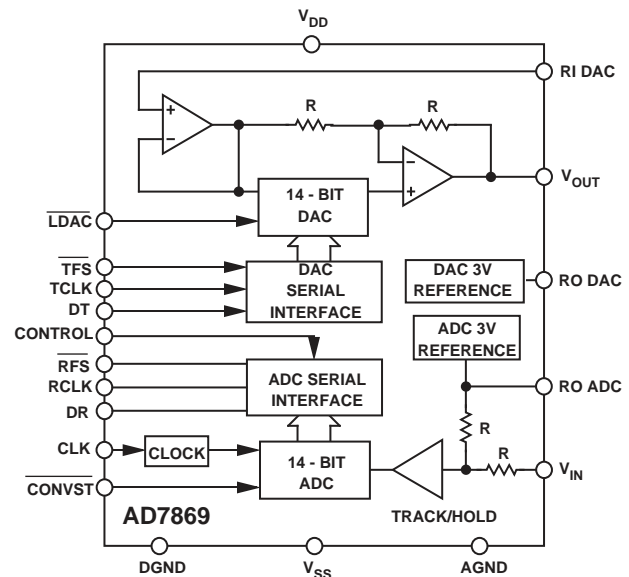 VDD
RI DAC
R
R
+
−
−
+
VOUT
14 - BIT
DAC
LDAC
TFS
TCLK
DT
DAC
SERIAL
INTERFACE
DAC 3V
REFERENCE
RO DAC
CONTROL
ADC 3V
REFERENCE
RFS
RCLK
DR
ADC SERIAL
INTERFACE
RO ADC
R
R
CLK
CLOCK
14 - BIT
ADC
VIN
CONVST
AD7869
TRACK/HOLD
DGND
VSS
AGND